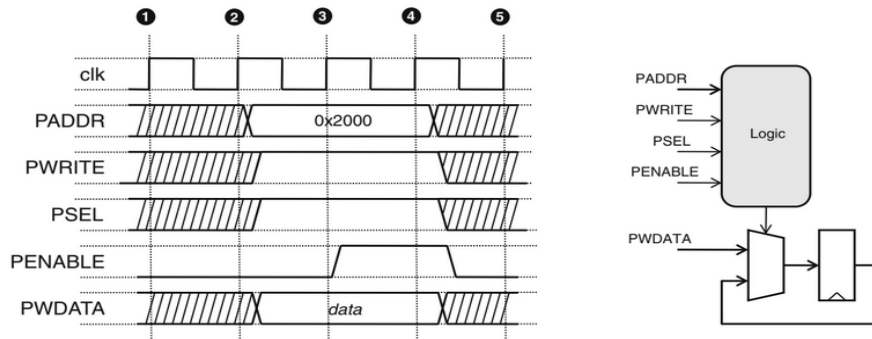 1 2 3 4 5
clk
PADDR 0x2000
PWRITE
PSEL
PENABLE
PWDATA data
PADDR
PWRITE
PSEL
PENABLE
Logic
PWDATA